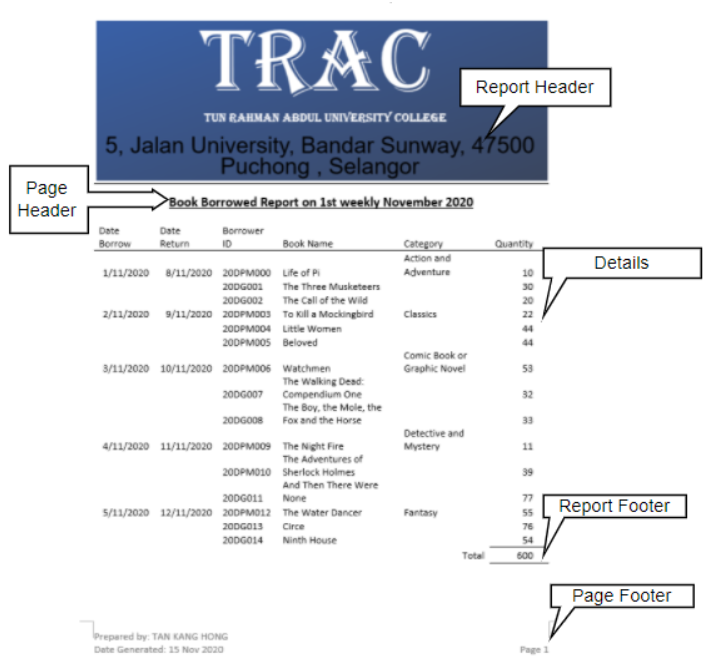 TRAC
TUN RAHMAN ABDUL UNIVERSITY COLLEGE
5, Jalan University, Bandar Sunway, 47500
Puchong , Selangor
Report Header
Page
Header
Book Borrowed Report on 1st weekly November 2020
Date Date Borrower
Borrow Return ID Book Name Category Quantity
Action and
1/11/2020 8/11/2020 20DPM000 Life of Pi Adventure 10
20DG001 The Three Musketeers 30
20G002 The Call of the Wild 20
2/11/2020 9/11/2020 20DPM003 To Kill a Mockingbird Classics 22
20DPM004 Little Women 44
20DPM005 Beloved 44
Comic Book or
3/11/2020 10/11/2020 20DPM006 Watchmen Graphic Novel 53
The Walking Dead:
20DG007 Compendium One 32
The Boy, the Mole, the
20DG008 Fox and the Horse 33
Detective and
4/11/2020 11/11/2020 20DPM009 The Night Fire Mystery 11
The Adventures of
20DPM010 Sherlock Holmes 39
And Then There Were
20DG011 None 77
5/11/2020 12/11/2020 20DPM012 The Water Dancer Fantasy 55
20DG013 Circe 76
20DG014 Ninth House 54
Total 600
Details
Report Footer
Page Footer
Prepared by: TAN KANG HONG
Date Generated: 15 Nov 2020 Page 1